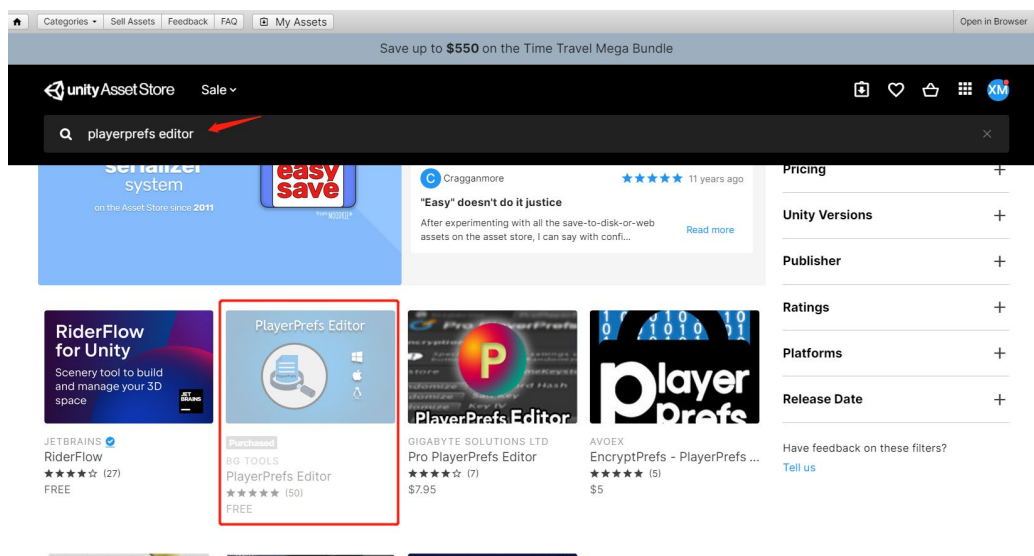 Categories
Sell Assets
Feedback
FAQ
My Assets
Open in Browser
Save up to $550 on the Time Travel Mega Bundle
unity Asset Store
Sale
XM
playerprefs editor
serializer
system
on the Asset Store since 2011
easy
save
from MOODKIE
Cragganmore
11 years ago
"Easy" doesn't do it justice
After experimenting with all the save-to-disk-or-web
assets on the asset store, I can say with confi...
Read more
Pricing
Unity Versions
Publisher
Ratings
Platforms
Release Date
Have feedback on these filters?
Tell us
RiderFlow
for Unity
Scenery tool to build
and manage your 3D
space
JET
BRAINS
JETBRAINS
RiderFlow
(27)
FREE
PlayerPrefs Editor
Purchased
BG TOOLS
PlayerPrefs Editor
(50)
FREE
Pro PlayerPrefs
P
PlayerPrefs Editor
GIGABYTE SOLUTIONS LTD
Pro PlayerPrefs Editor
(7)
$7.95
player
Prefs
AVOEX
EncryptPrefs - PlayerPrefs ...
(5)
$5